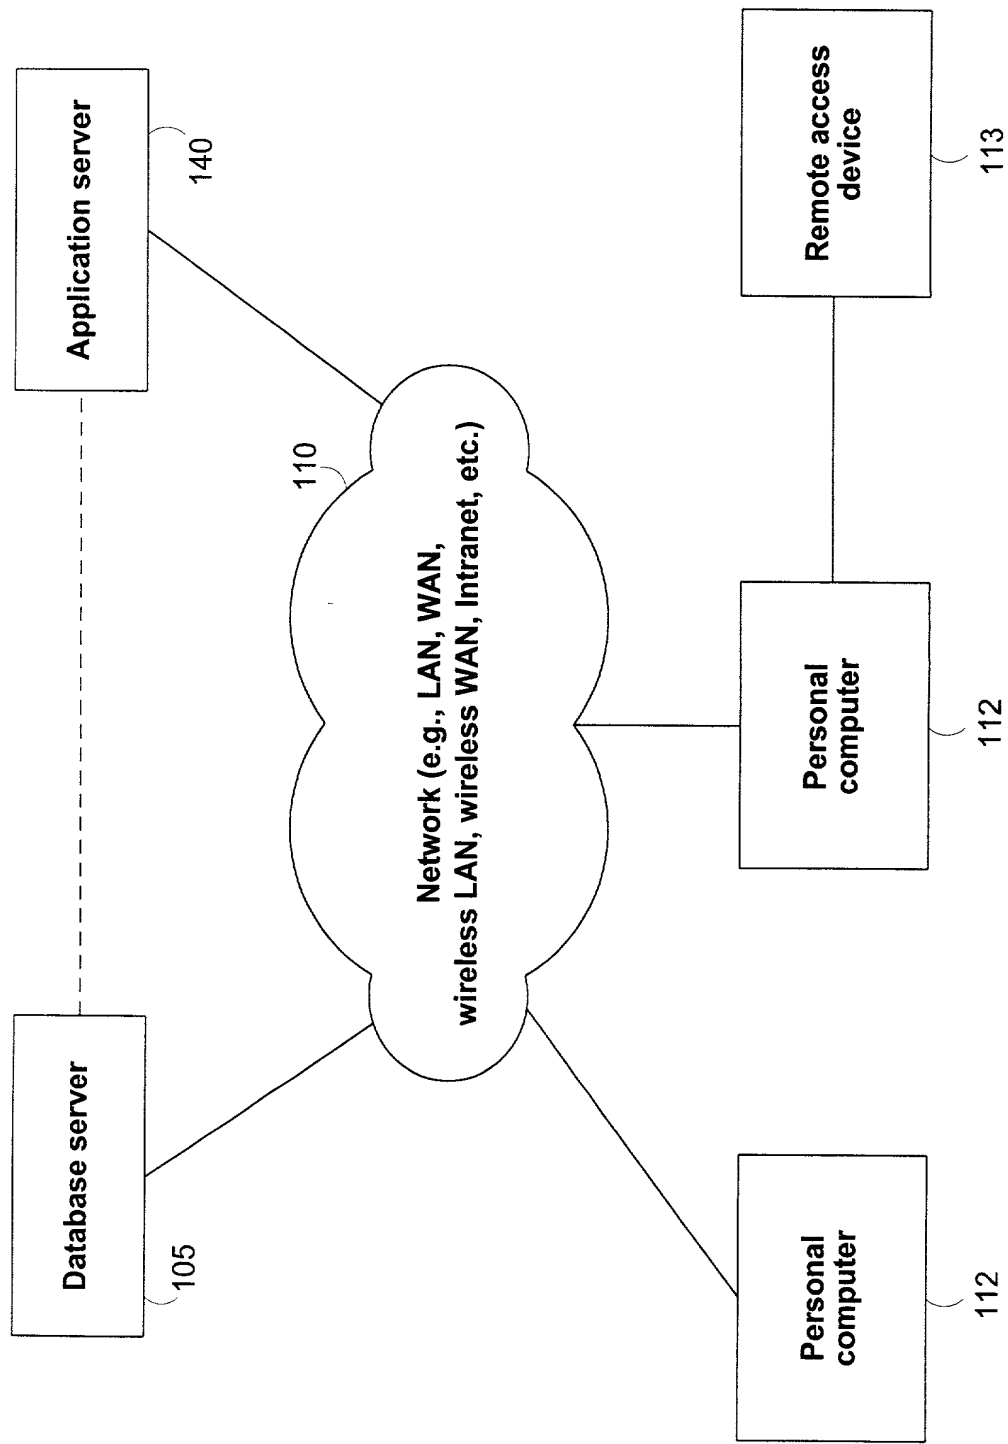 Database server
105
Application server
140
110
Network (e.g., LAN, WAN,
wireless LAN, wireless WAN, Intranet, etc.)
Personal
computer
112
Personal
computer
112
Remote access
device
113